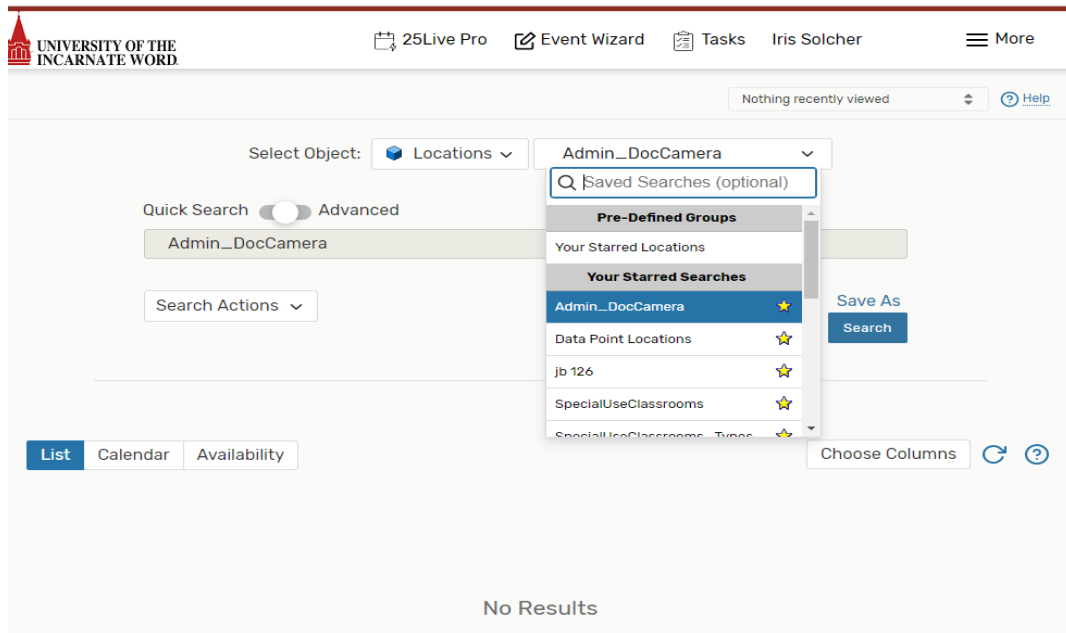 UNIVERSITY OF THE
INCARNATE WORD
25Live Pro
Event Wizard
Tasks
Iris Solcher
More
Nothing recently viewed
Help
Select Object:
Locations
Admin_DocCamera
Saved Searches (optional)
Quick Search
Advanced
Admin_DocCamera
Pre-Defined Groups
Your Starred Locations
Your Starred Searches
Admin_DocCamera
Data Point Locations
jb 126
SpecialUseClassrooms
SpecialUseClassrooms_Types
Search Actions
Save As
Search
List
Calendar
Availability
Choose Columns
No Results